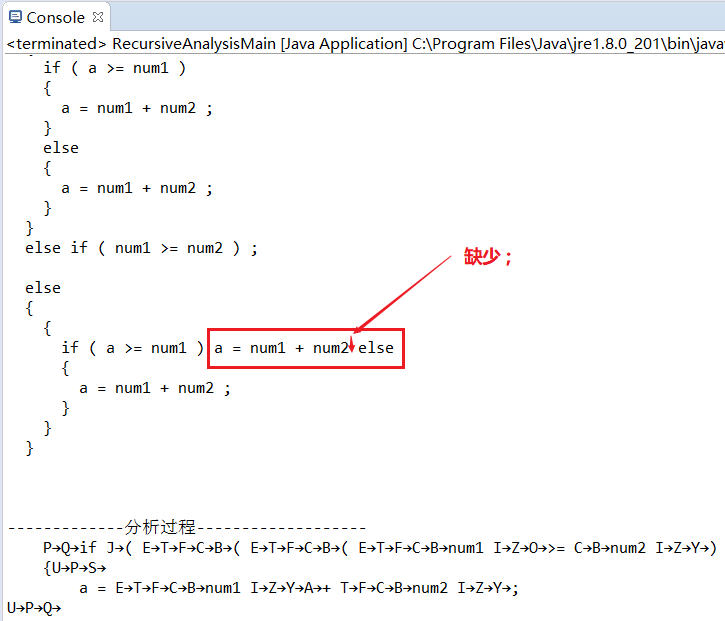 Console
<terminated> RecursiveAnalysisMain [Java Application] C:\Program Files\Java\jre1.8.0_201\bin\javaw
if ( a >= num1 )
{
a = num1 + num2 ;
}
else
{
a = num1 + num2 ;
}
}
else if ( num1 >= num2 ) ;
缺少；
else
{
{
if ( a >= num1 ) a = num1 + num2 else
{
a = num1 + num2 ;
}
}
}
-------------分析过程-------------------
P→Q→if J→( E→T→F→C→B→( E→T→F→C→B→( E→T→F→C→B→num1 I→Z→O→>= C→B→num2 I→Z→Y→)
{U→P→S→
a = E→T→F→C→B→num1 I→Z→Y→A→+ T→F→C→B→num2 I→Z→Y→;
U→P→Q→